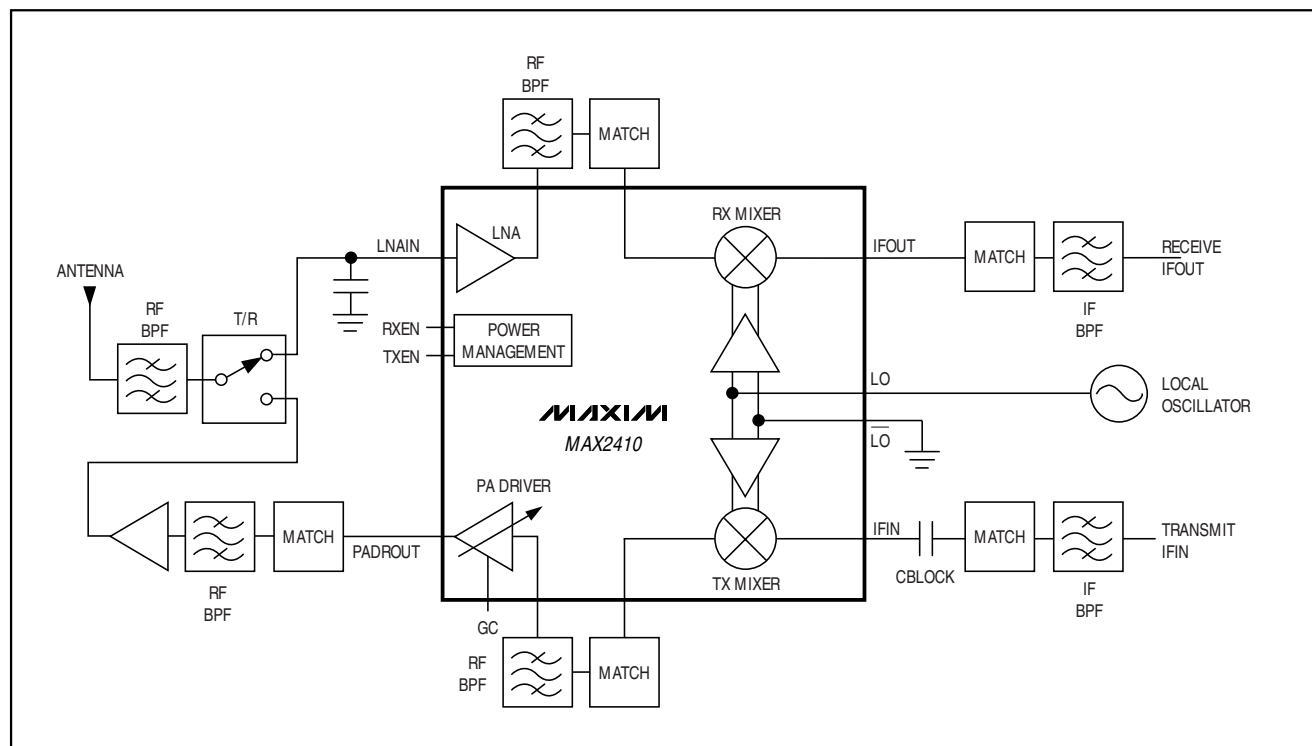 RF
BPF
MATCH
RX MIXER
LNA
LNAIN
IFOUT
MATCH
RECEIVE
IFOUT
ANTENNA
RF
BPF
T/R
IF
BPF
RXEN
TXEN
POWER
MANAGEMENT
LO
LOCAL
OSCILLATOR
MAXIM
MAX2410
LO
PA DRIVER
IFIN
MATCH
TRANSMIT
IFIN
MATCH
PADROUT
CBLOCK
TX MIXER
RF
BPF
IF
BPF
GC
RF
BPF
MATCH